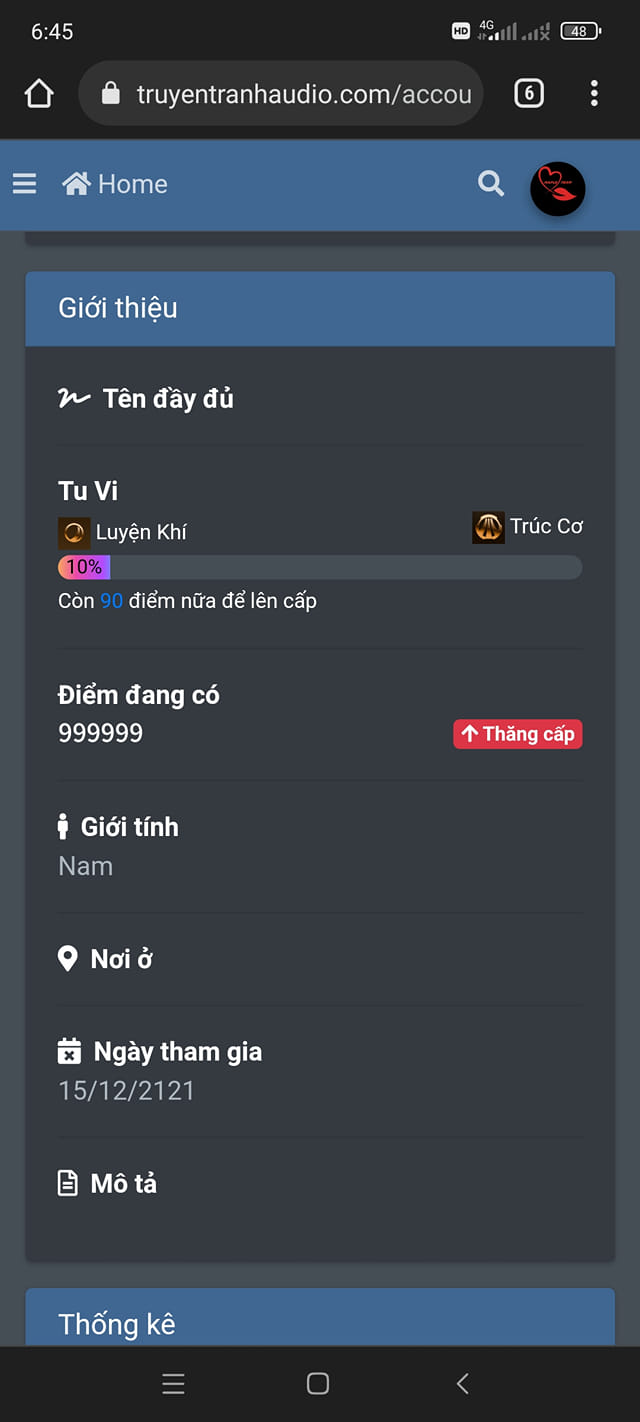 6:45
HD 4G 48
truyentranhaudio.com/accou
6
Home
Giới thiệu
Tên đầy đủ
Tu Vi
Luyện Khí
Trúc Cơ
10%
Còn 90 điểm nữa để lên cấp
Điểm đang có
999999
Thăng cấp
Giới tính
Nam
Nơi ở
Ngày tham gia
15/12/2121
Mô tả
Thống kê